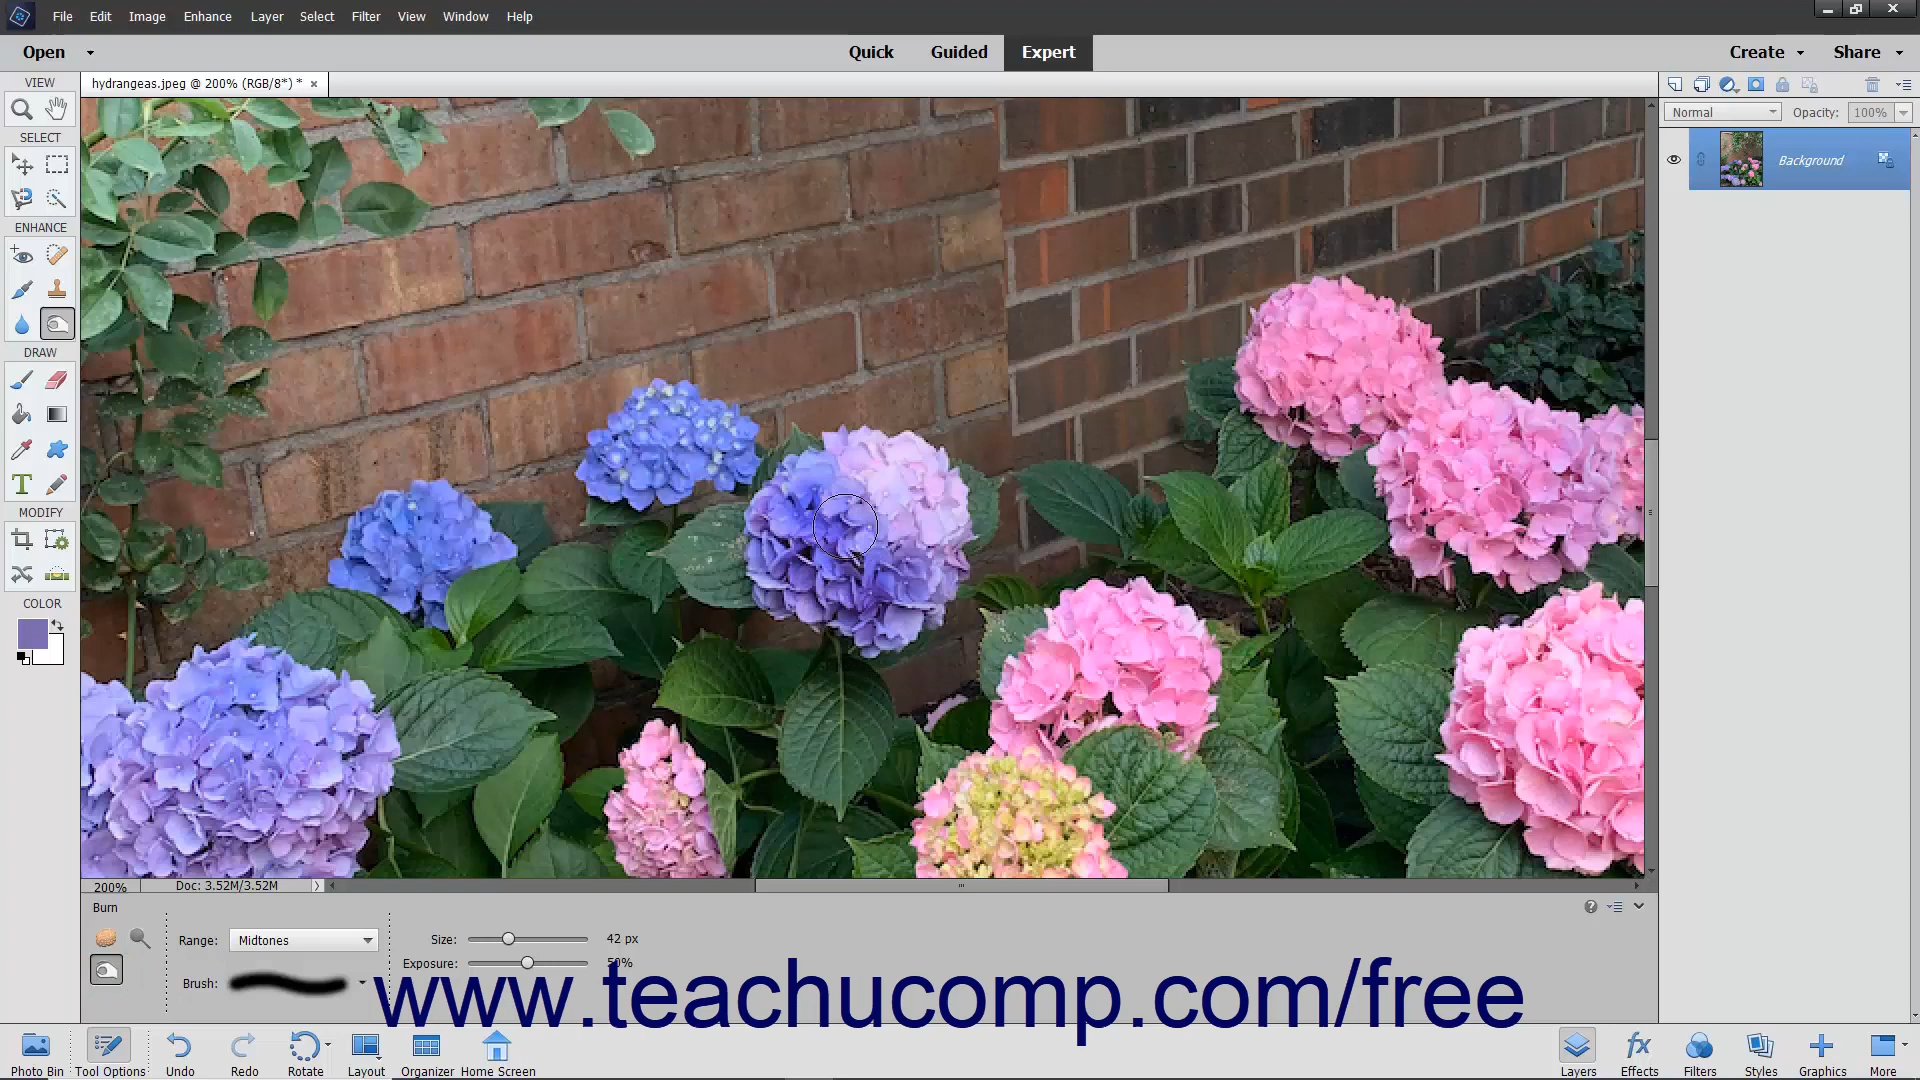 File Edit Image Enhance Layer Select Filter View Window Help
Open Quick Guided Expert Create Share
VIEW
hydrangeas.jpeg @ 200% (RGB/8*) * ×
Normal Opacity: 100%
SELECT
Background
ENHANCE
DRAW
T
MODIFY
COLOR
200% Doc: 3.52M/3.52M
Burn
Range: Midtones Size: 42 px
Exposure: 50%
Brush:
www.teachucomp.com/free
fx
Photo Bin Tool Options Undo Redo Rotate Layout Organizer Home Screen Layers Effects Filters Styles Graphics More